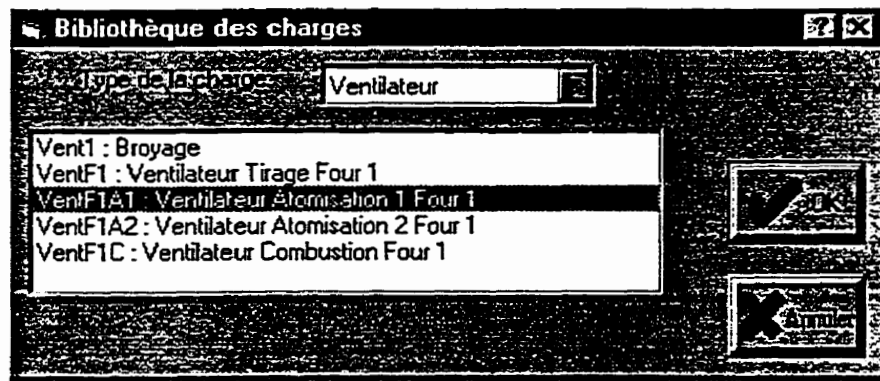 Bibliothèque des charges
Type de la charge: Ventilateur
Vent1 : Broyage
VentF1 : Ventilateur Tirage Four 1
VentF1A1 : Ventilateur Atomisation 1 Four 1
VentF1A2 : Ventilateur Atomisation 2 Four 1
VentF1C : Ventilateur Combustion Four 1
OK
Annuler